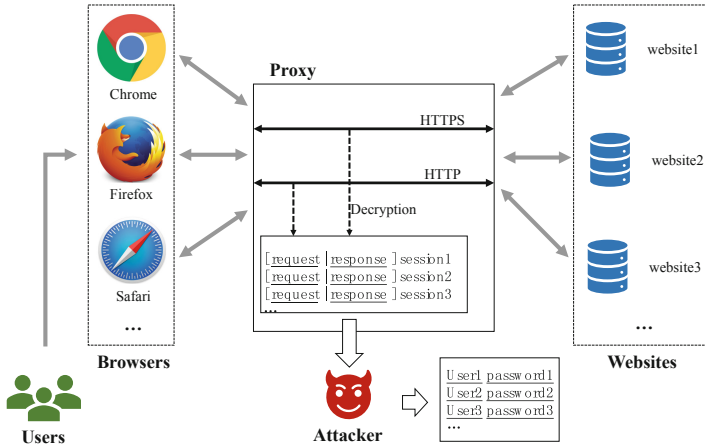 Chrome
Firefox
Safari
...
Browsers
Users
Proxy
HTTPS
HTTP
Decryption
[request|response]session1
[request|response]session2
[request|response]session3
...
Attacker
User1 password1
User2 password2
User3 password3
...
website1
website2
website3
...
Websites